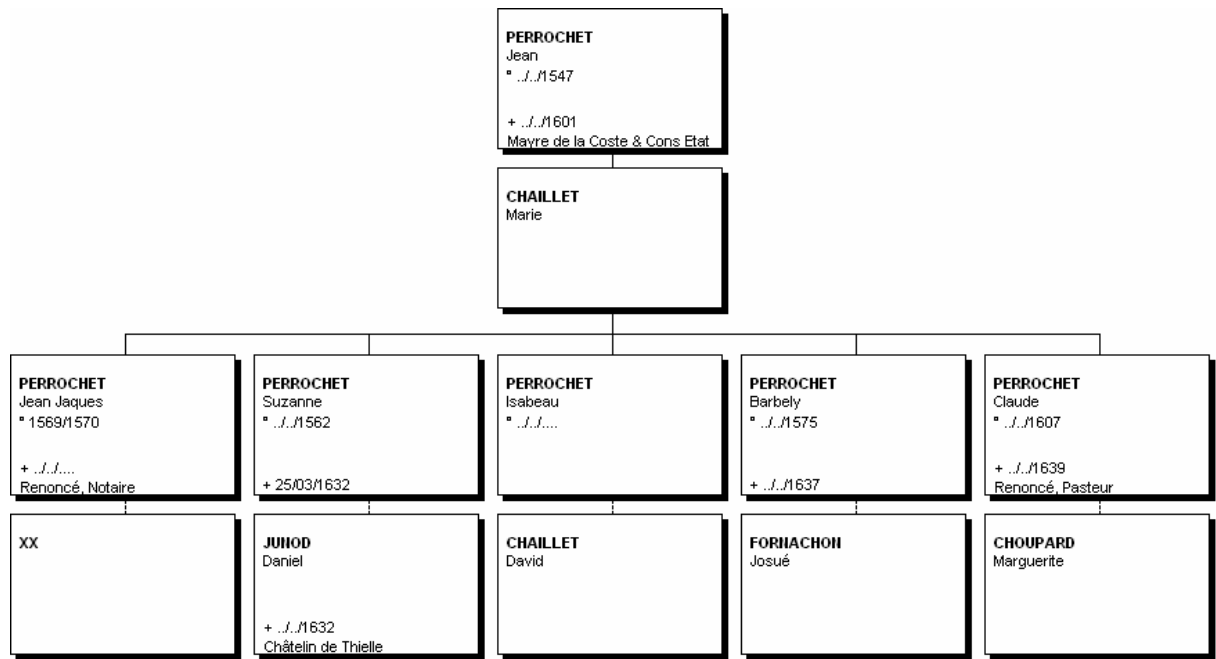 PERROCHET
Jean
° ../../1547
+ ../../1601
Mayre de la Coste & Cons Etat
CHAILLET
Marie
PERROCHET
Jean Jaques
° 1569/1570
+ ../../....
Renoncé, Notaire
PERROCHET
Suzanne
° ../../1562
+ 25/03/1632
PERROCHET
Isabeau
° ../../....
PERROCHET
Barbely
° ../../1575
+ ../../1637
PERROCHET
Claude
° ../../1607
+ ../../1639
Renoncé, Pasteur
XX
JUNOD
Daniel
+ ../../1632
Châtelin de Thielle
CHAILLET
David
FORNACHON
Josué
CHOUPARD
Marguerite